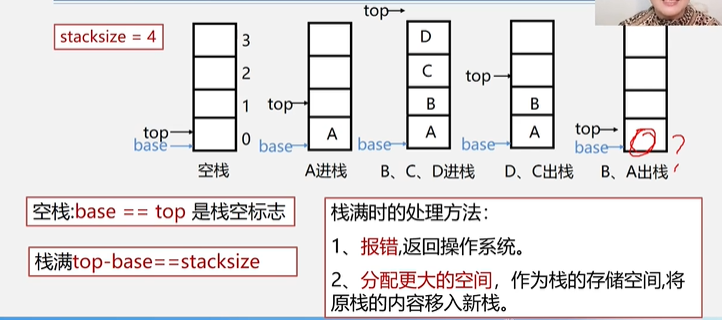 stacksize = 4
top
3
2
1
0
top
base
空栈
top
A
base
A进栈
D
C
B
A
base
B、C、D进栈
top
B
A
base
D、C出栈
top
base
?
B、A出栈
空栈:base == top 是栈空标志
栈满top-base==stacksize
栈满时的处理方法：
1、报错,返回操作系统。
2、分配更大的空间，作为栈的存储空间,将
原栈的内容移入新栈。